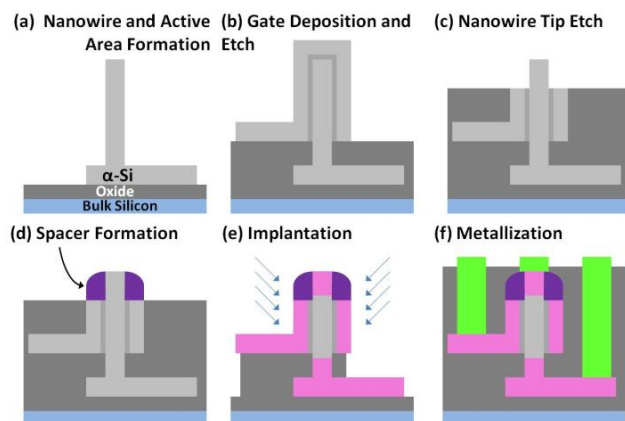 (a) Nanowire and Active
Area Formation
(b) Gate Deposition and
Etch
(c) Nanowire Tip Etch
α-Si
Oxide
Bulk Silicon
(d) Spacer Formation
(e) Implantation
(f) Metallization